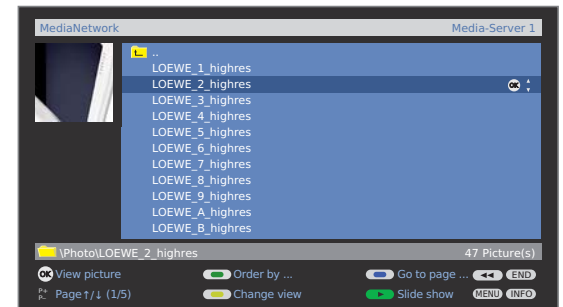 MediaNetwork Media-Server 1
..
LOEWE_1_highres
LOEWE_2_highres OK
LOEWE_3_highres
LOEWE_4_highres
LOEWE_5_highres
LOEWE_6_highres
LOEWE_7_highres
LOEWE_8_highres
LOEWE_9_highres
LOEWE_A_highres
LOEWE_B_highres
\Photo\LOEWE_2_highres 47 Picture(s)
OK View picture Order by ... Go to page ... ◄◄ END
P+ P- Page↑/↓ (1/5) Change view Slide show MENU INFO